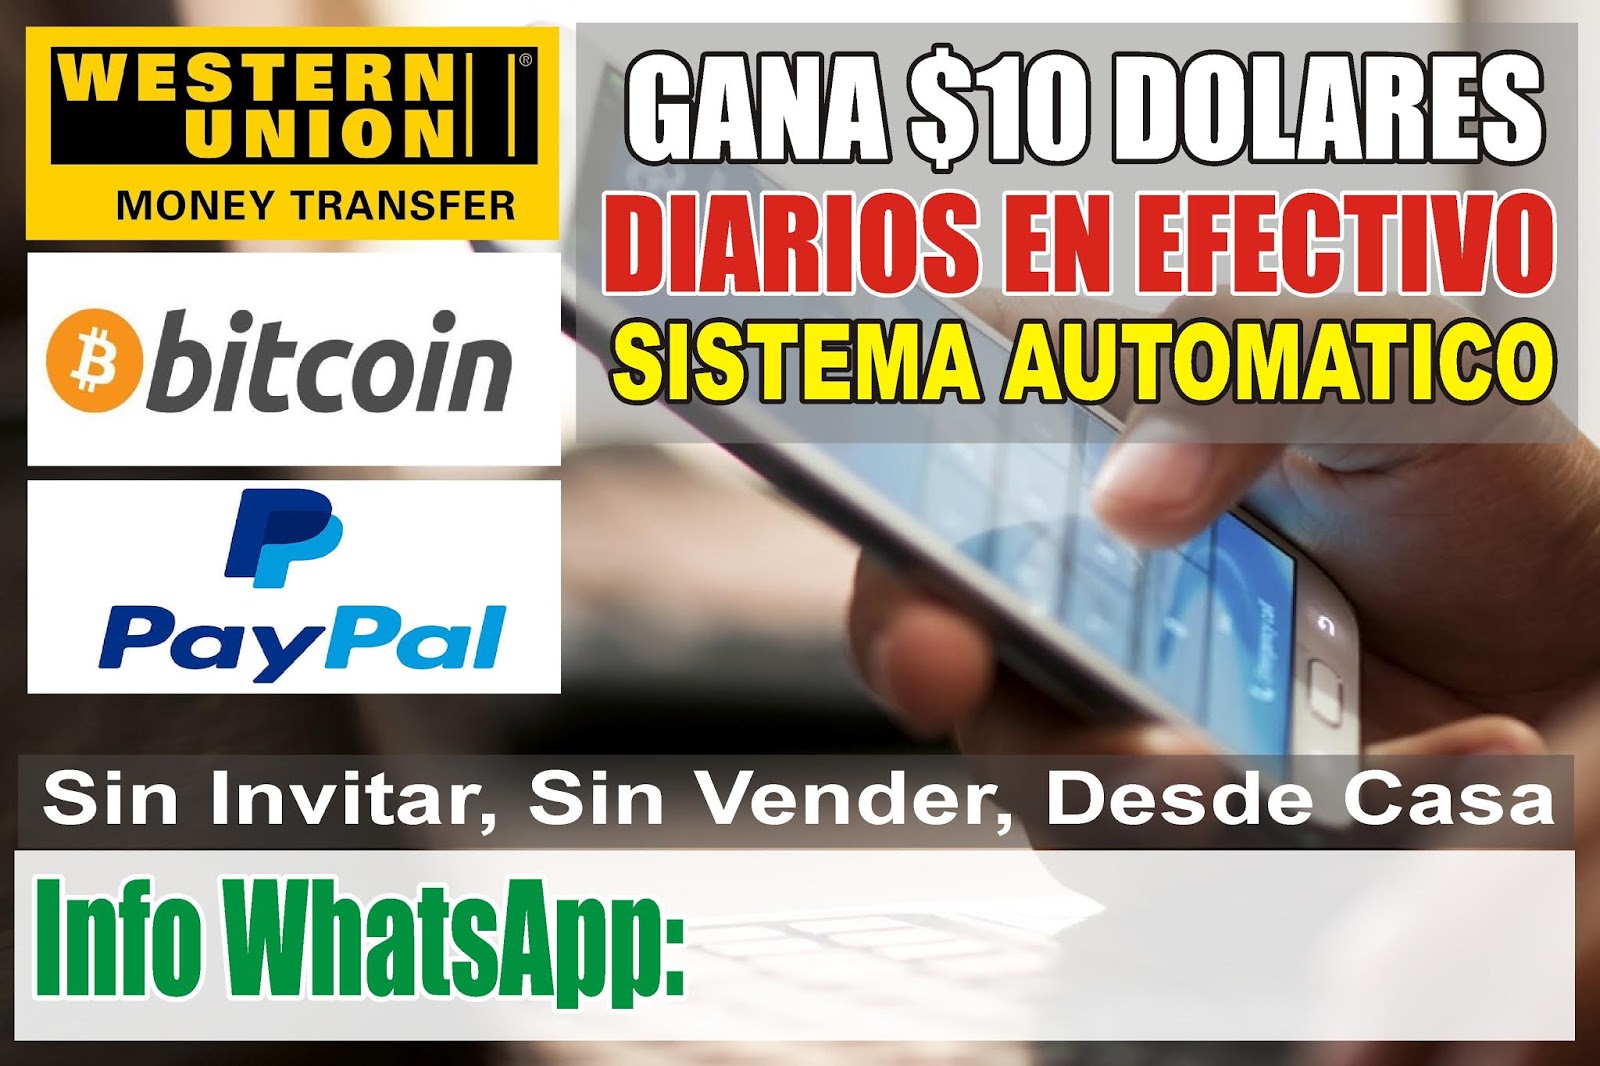 WESTERN
UNION
®
MONEY TRANSFER
bitcoin
PayPal
GANA $10 DOLARES
DIARIOS EN EFECTIVO
SISTEMA AUTOMATICO
Sin Invitar, Sin Vender, Desde Casa
Info WhatsApp: